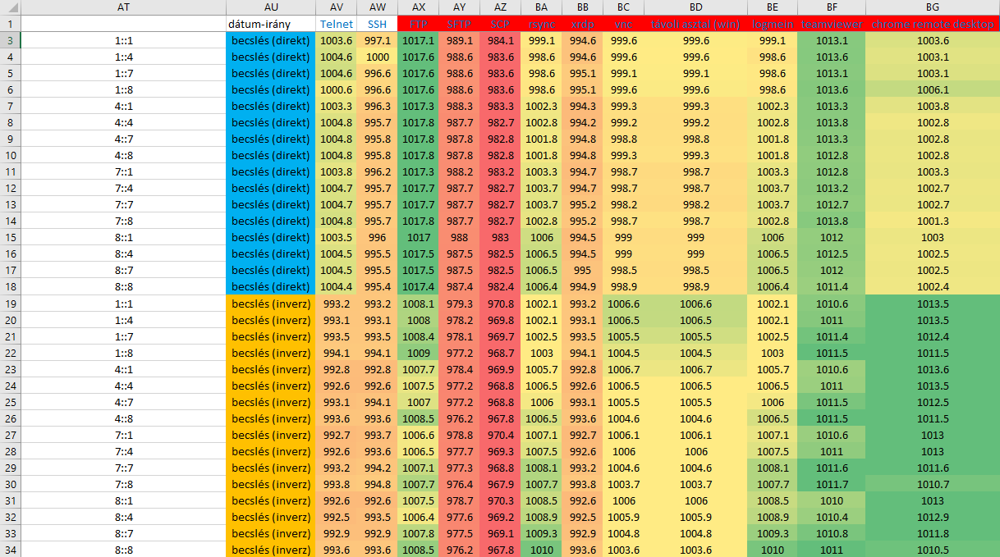 AT AU AV AW AX AY AZ BA BB BC BD BE BF BG
1 dátum-irány Telnet SSH FTP SFTP SCP rsync xrdp vnc távoli asztal (win) logmein teamviewer chrome remote desktop
3 1::1 becslés (direkt) 1003.6 997.1 1017.1 989.1 984.1 999.1 994.6 999.6 999.6 999.1 1013.1 1003.6
4 1::4 becslés (direkt) 1004.6 1000 1017.6 988.6 983.6 998.6 994.6 999.6 999.6 998.6 1013.6 1003.1
5 1::7 becslés (direkt) 1004.6 996.6 1017.6 988.6 983.6 998.6 995.1 999.1 999.1 998.6 1013.1 1003.1
6 1::8 becslés (direkt) 1000.6 996.6 1017.6 988.6 983.6 998.6 995.1 999.6 999.6 998.6 1013.6 1006.1
7 4::1 becslés (direkt) 1003.3 996.3 1017.3 988.3 983.3 1002.3 994.3 999.3 999.3 1002.3 1013.3 1003.8
8 4::4 becslés (direkt) 1004.8 995.7 1017.8 987.7 982.7 1002.8 994.2 999.2 999.2 1002.8 1013.8 1002.8
9 4::7 becslés (direkt) 1004.8 995.8 1017.8 987.8 982.8 1001.8 994.8 998.8 998.8 1001.8 1013.3 1002.8
10 4::8 becslés (direkt) 1004.8 995.8 1017.8 987.8 982.8 1001.8 994.8 999.3 999.3 1001.8 1012.8 1002.8
11 7::1 becslés (direkt) 1003.8 996.2 1017.3 988.2 983.2 1003.3 994.7 998.7 998.7 1003.3 1012.8 1003.3
12 7::4 becslés (direkt) 1004.7 995.7 1017.7 987.7 982.7 1003.7 994.7 998.7 998.7 1003.7 1013.2 1002.7
13 7::7 becslés (direkt) 1004.7 995.7 1017.7 987.7 982.7 1003.7 995.2 998.2 998.2 1003.7 1012.7 1002.7
14 7::8 becslés (direkt) 1004.8 995.7 1017.8 987.7 982.7 1002.8 995.2 998.7 998.7 1002.8 1013.8 1001.3
15 8::1 becslés (direkt) 1003.5 996 1017 988 983 1006 994.5 999 999 1006 1012 1003
16 8::4 becslés (direkt) 1004.5 995.5 1017.5 987.5 982.5 1006.5 994.5 999 999 1006.5 1012.5 1002.5
17 8::7 becslés (direkt) 1004.5 995.5 1017.5 987.5 982.5 1006.5 995 998.5 998.5 1006.5 1012 1002.5
18 8::8 becslés (direkt) 1004.4 995.4 1017.4 987.4 982.4 1006.4 994.9 998.9 998.9 1006.4 1011.4 1002.4
19 1::1 becslés (inverz) 993.2 993.2 1008.1 979.3 970.8 1002.1 993.2 1006.6 1006.6 1002.1 1010.6 1013.5
20 1::4 becslés (inverz) 993.1 993.1 1008 978.2 969.8 1002.1 993.1 1006.5 1006.5 1002.1 1011 1013.5
21 1::7 becslés (inverz) 993.5 993.5 1008.4 978.1 969.7 1002.5 993.5 1005.5 1005.5 1002.5 1011.4 1012.4
22 1::8 becslés (inverz) 994.1 994.1 1009 977.2 968.7 1003 994.1 1004.5 1004.5 1003 1011.5 1011.5
23 4::1 becslés (inverz) 992.8 992.8 1007.7 978.4 969.9 1005.7 992.8 1006.7 1006.7 1005.7 1010.6 1013.6
24 4::4 becslés (inverz) 992.6 992.6 1007.5 977.2 968.8 1006.5 992.6 1006.5 1006.5 1006.5 1011 1013.5
25 4::7 becslés (inverz) 993.1 994.1 1007 977.2 968.8 1006 993.1 1005.5 1005.5 1006 1011.5 1012.5
26 4::8 becslés (inverz) 993.6 993.6 1008.5 976.2 967.8 1006.5 993.6 1004.6 1004.6 1006.5 1011.5 1011.5
27 7::1 becslés (inverz) 992.7 993.7 1006.6 978.8 970.4 1007.1 992.7 1006.1 1006.1 1007.1 1010.6 1013
28 7::4 becslés (inverz) 992.6 993.6 1006.5 977.7 969.3 1007.5 992.6 1006 1006 1007.5 1011 1013
29 7::7 becslés (inverz) 993.2 994.2 1007.1 977.3 968.8 1008.1 993.2 1004.6 1004.6 1008.1 1011.6 1011.6
30 7::8 becslés (inverz) 993.8 994.8 1007.7 976.4 967.9 1007.7 993.8 1003.7 1003.7 1007.7 1011.7 1010.7
31 8::1 becslés (inverz) 992.6 992.6 1007.5 978.7 970.3 1008.5 992.6 1006 1006 1008.5 1010 1013
32 8::4 becslés (inverz) 992.5 993.5 1006.4 977.6 969.2 1008.9 992.5 1005.9 1005.9 1008.9 1010.4 1012.9
33 8::7 becslés (inverz) 992.9 992.9 1007.8 977.5 969.1 1009.3 992.9 1004.8 1004.8 1009.3 1010.8 1011.8
34 8::8 becslés (inverz) 993.6 993.6 1008.5 976.2 967.8 1010 993.6 1003.6 1003.6 1010 1011 1010.5